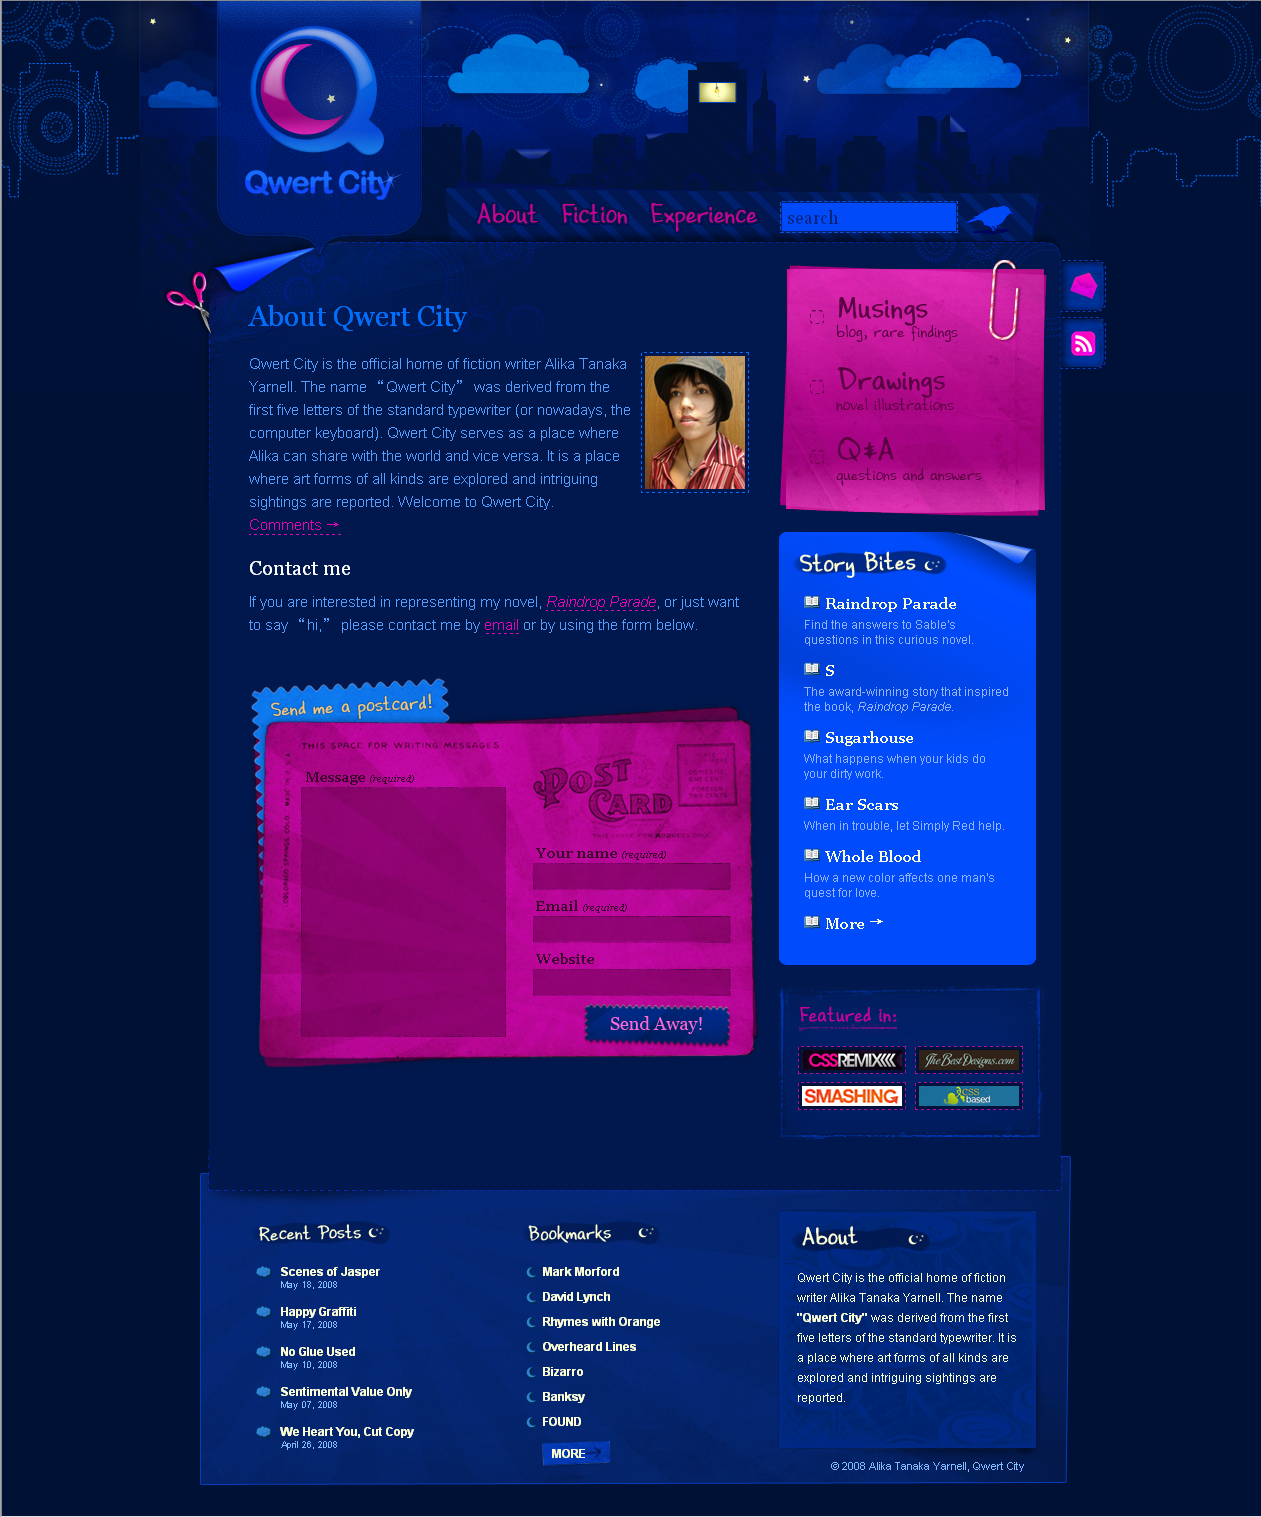 Qwert City
About Fiction Experience
search
About Qwert City
Qwert City is the official home of fiction writer Alika Tanaka
Yarnell. The name “Qwert City” was derived from the
first five letters of the standard typewriter (or nowadays, the
computer keyboard). Qwert City serves as a place where
Alika can share with the world and vice versa. It is a place
where art forms of all kinds are explored and intriguing
sightings are reported. Welcome to Qwert City.
Comments →
Contact me
If you are interested in representing my novel, Raindrop Parade, or just want
to say “hi,” please contact me by email or by using the form below.
Send me a postcard!
THIS SPACE FOR WRITING MESSAGES
Message (required)
POST
CARD
Your name (required)
Email (required)
Website
Send Away!
Musings
blog, rare findings
Drawings
novel illustrations
Q&A
questions and answers
Story Bites
Raindrop Parade
Find the answers to Sable's
questions in this curious novel.
S
The award-winning story that inspired
the book, Raindrop Parade.
Sugarhouse
What happens when your kids do
your dirty work.
Ear Scars
When in trouble, let Simply Red help.
Whole Blood
How a new color affects one man's
quest for love.
More →
Featured in:
CSSREMIX
TheBestDesigns.com
SMASHING
CSS
based
Recent Posts
Scenes of Jasper
May 18, 2008
Happy Graffiti
May 17, 2008
No Glue Used
May 10, 2008
Sentimental Value Only
May 07, 2008
We Heart You, Cut Copy
April 26, 2008
Bookmarks
Mark Morford
David Lynch
Rhymes with Orange
Overheard Lines
Bizarro
Banksy
FOUND
MORE →
About
Qwert City is the official home of fiction
writer Alika Tanaka Yarnell. The name
"Qwert City" was derived from the first
five letters of the standard typewriter. It is
a place where art forms of all kinds are
explored and intriguing sightings are
reported.
© 2008 Alika Tanaka Yarnell, Qwert City